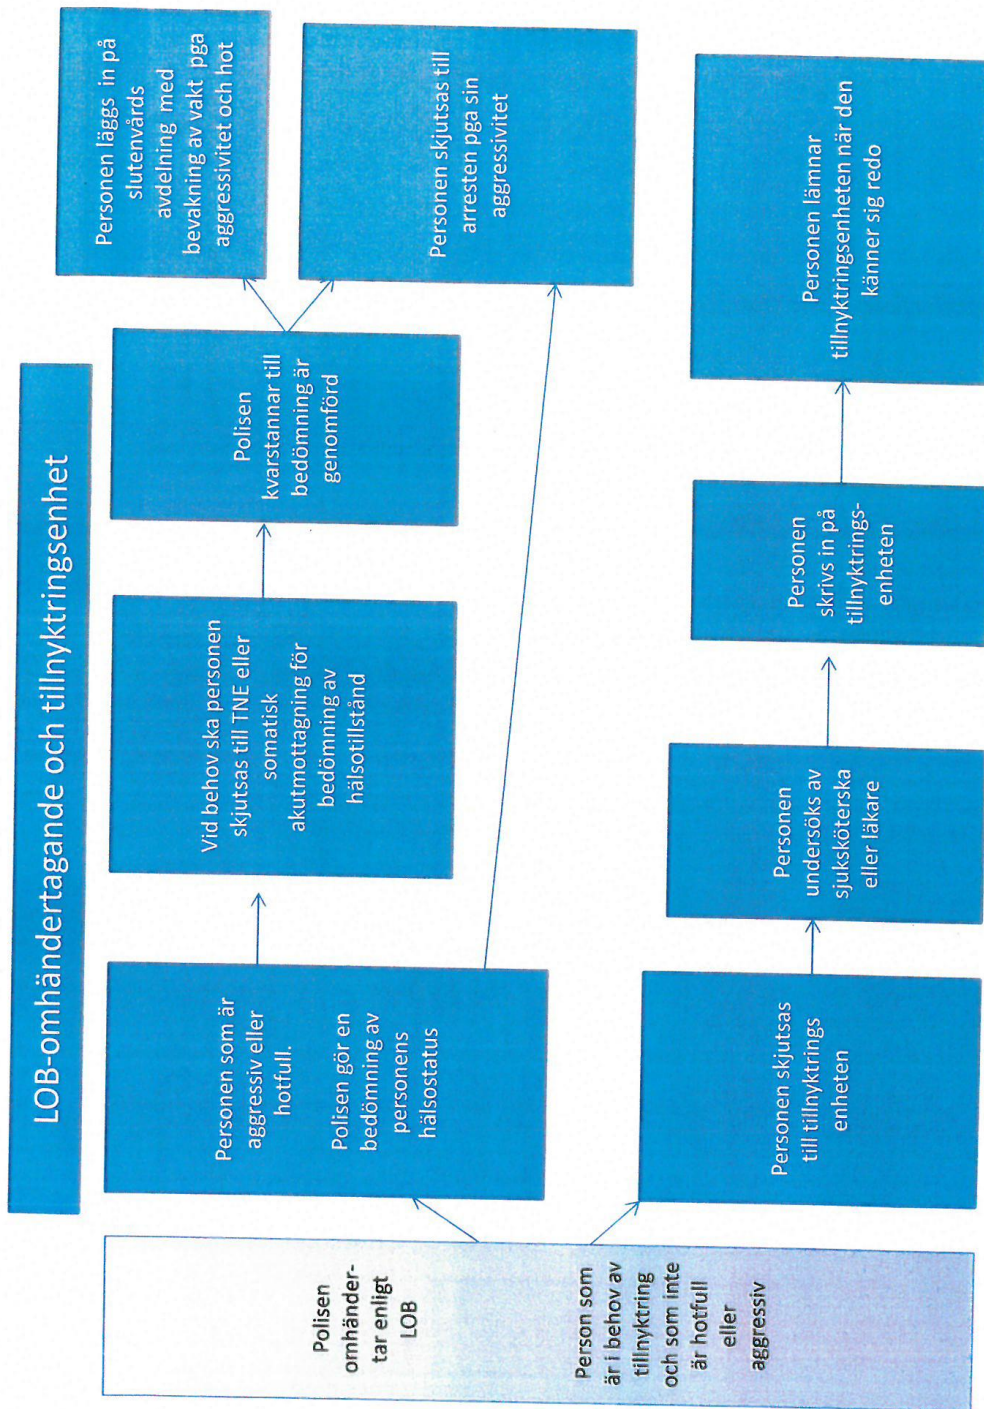 LOB-omhändertagande och tillnyktringsenhet
Polisen
omhänder-
tar enligt
LOB
Person som
är i behov av
tillnyktring
och som inte
är hotfull
eller
aggressiv
Personen som är
aggressiv eller
hotfull.
Polisen gör en
bedömning av
personens
hälsostatus
Vid behov ska personen
skjutsas till TNE eller
somatisk
akutmottagning för
bedömning av
hälsotillstånd
Polisen
kvarstannar till
bedömning är
genomförd
Personen läggs in på
slutenvårds
avdelning med
bevakning av vakt pga
aggressivitet och hot
Personen skjutsas till
arresten pga sin
aggressivitet
Personen skjutsas
till tillnyktrings
enheten
Personen
undersöks av
sjuksköterska
eller läkare
Personen
skrivs in på
tillnyktrings-
enheten
Personen lämnar
tillnyktringsenheten när den
känner sig redo